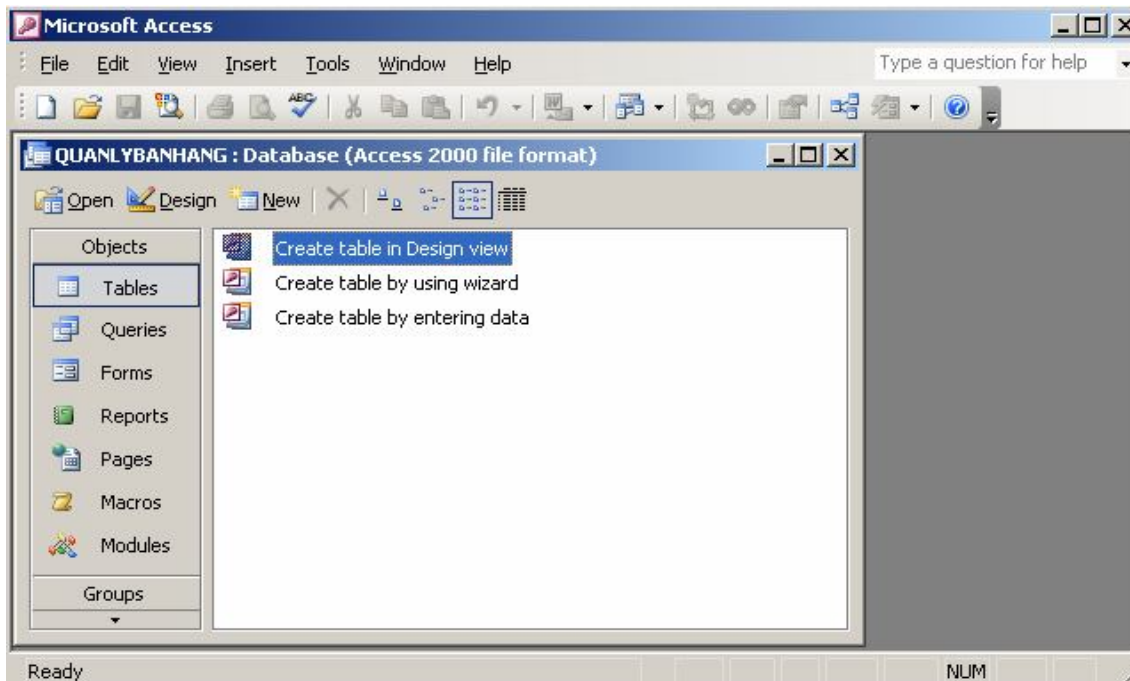 Microsoft Access
File Edit View Insert Tools Window Help Type a question for help
ABC
QUANLYBANHANG : Database (Access 2000 file format)
Open Design New
Objects
Tables
Queries
Forms
Reports
Pages
Macros
Modules
Groups
Create table in Design view
Create table by using wizard
Create table by entering data
Ready NUM